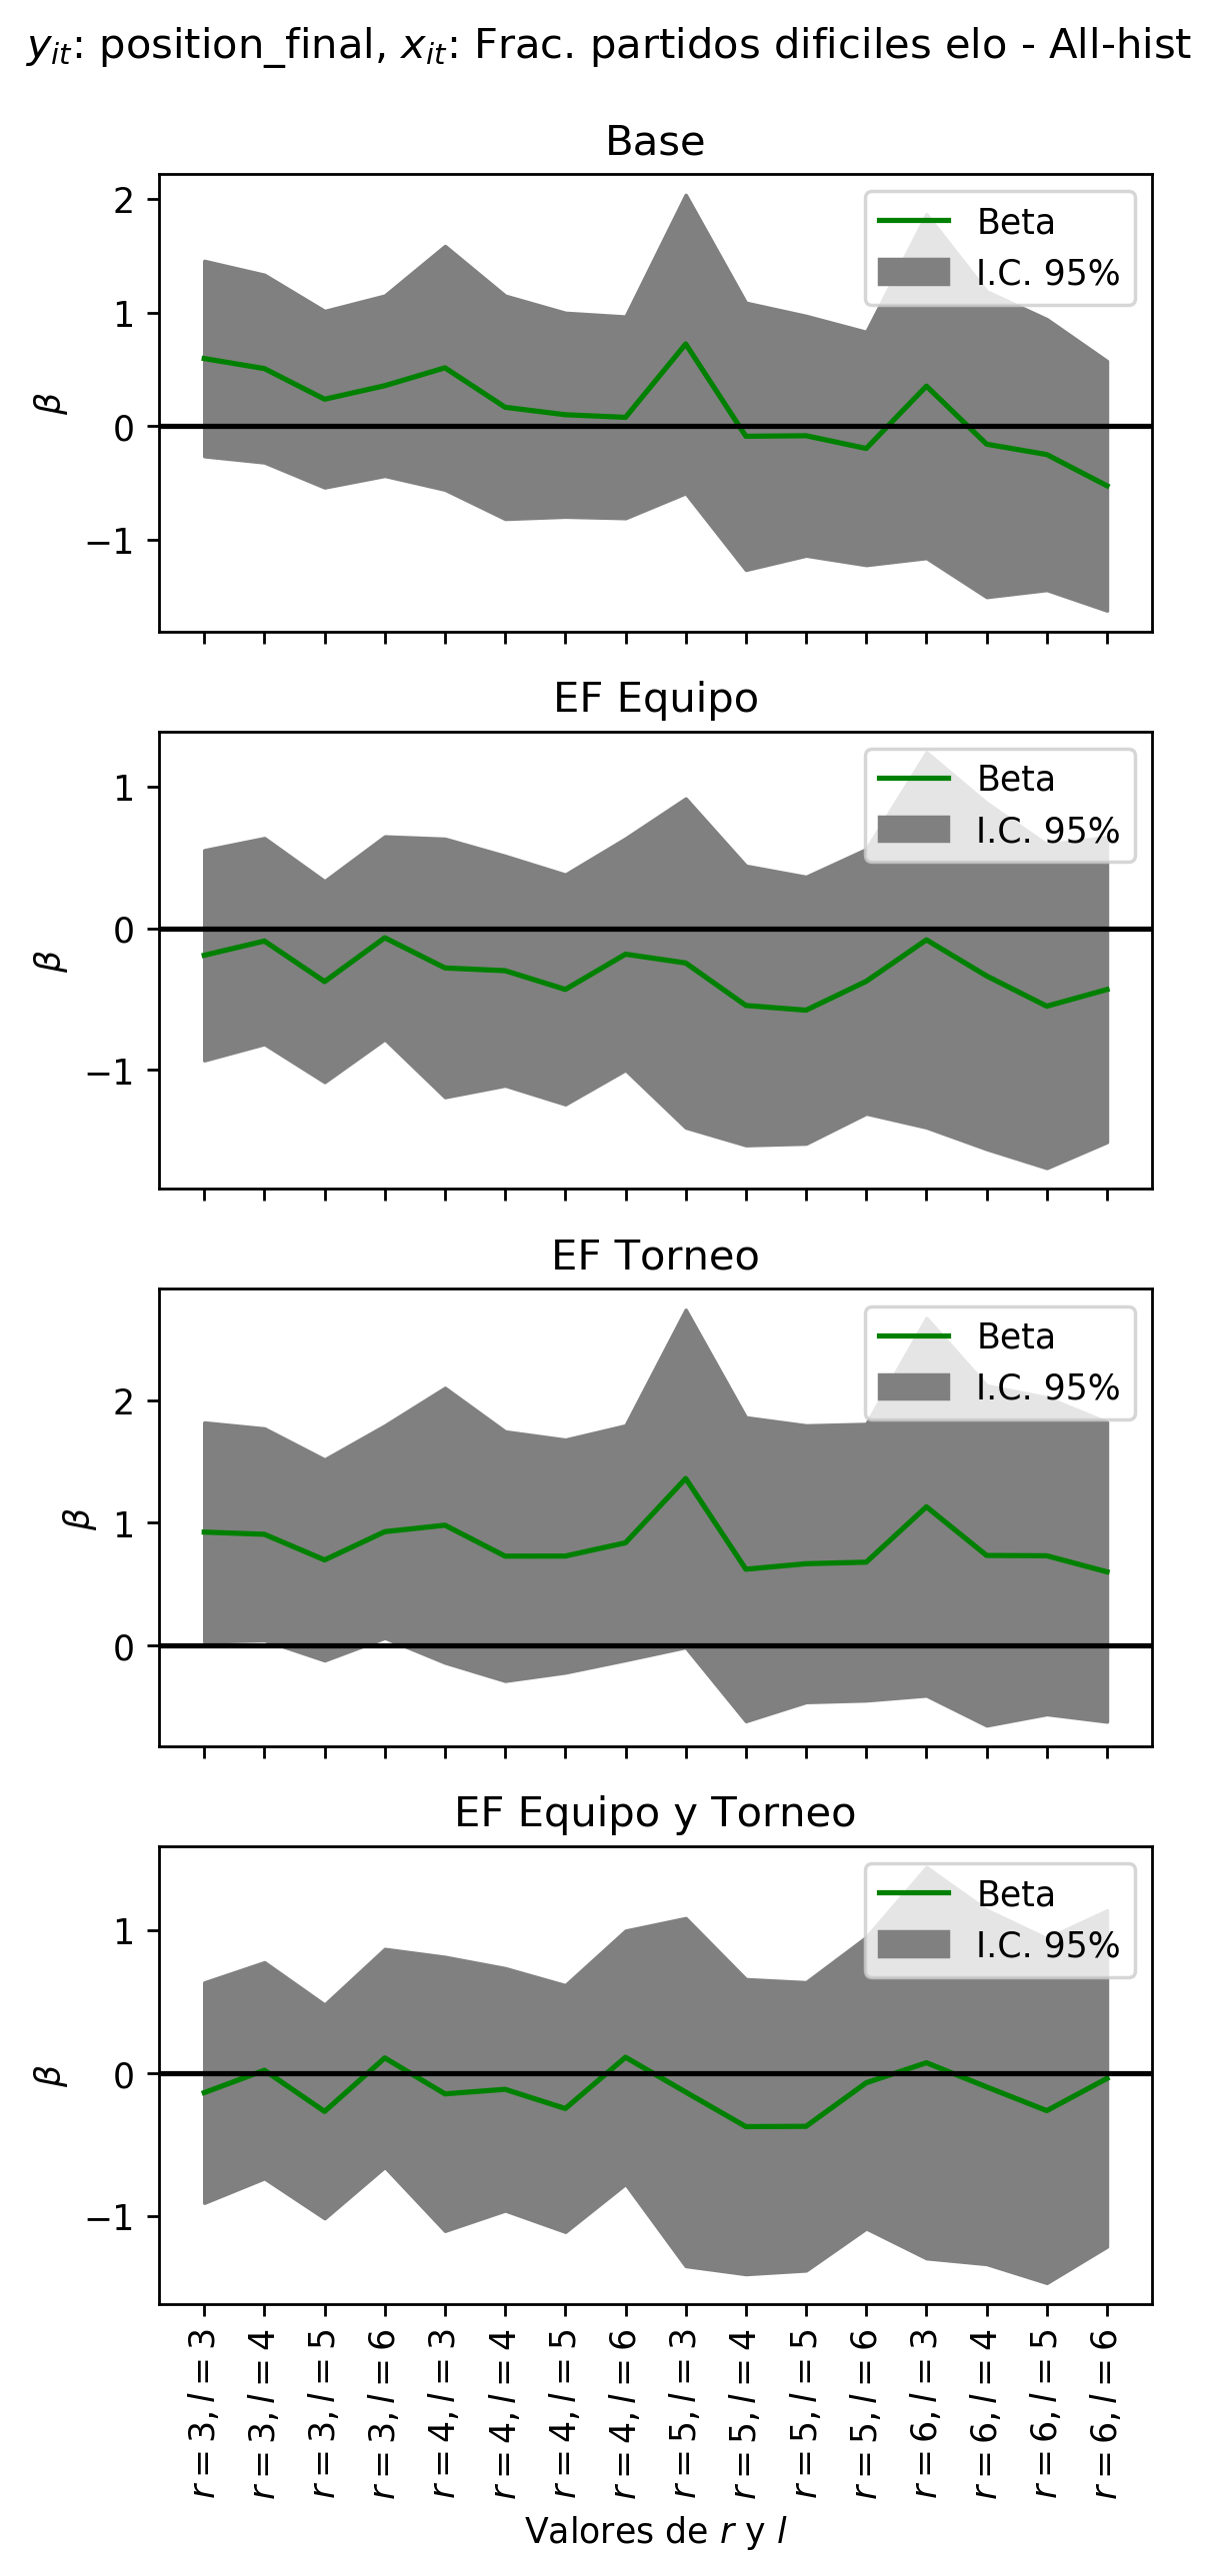 y_it: position_final, x_it: Frac. partidos dificiles elo - All-hist
Base
2
1
0
−1
β
Beta
I.C. 95%
EF Equipo
1
0
−1
β
Beta
I.C. 95%
EF Torneo
2
1
0
β
Beta
I.C. 95%
EF Equipo y Torneo
1
0
−1
β
Beta
I.C. 95%
r = 3, l = 3
r = 3, l = 4
r = 3, l = 5
r = 3, l = 6
r = 4, l = 3
r = 4, l = 4
r = 4, l = 5
r = 4, l = 6
r = 5, l = 3
r = 5, l = 4
r = 5, l = 5
r = 5, l = 6
r = 6, l = 3
r = 6, l = 4
r = 6, l = 5
r = 6, l = 6
Valores de r y l